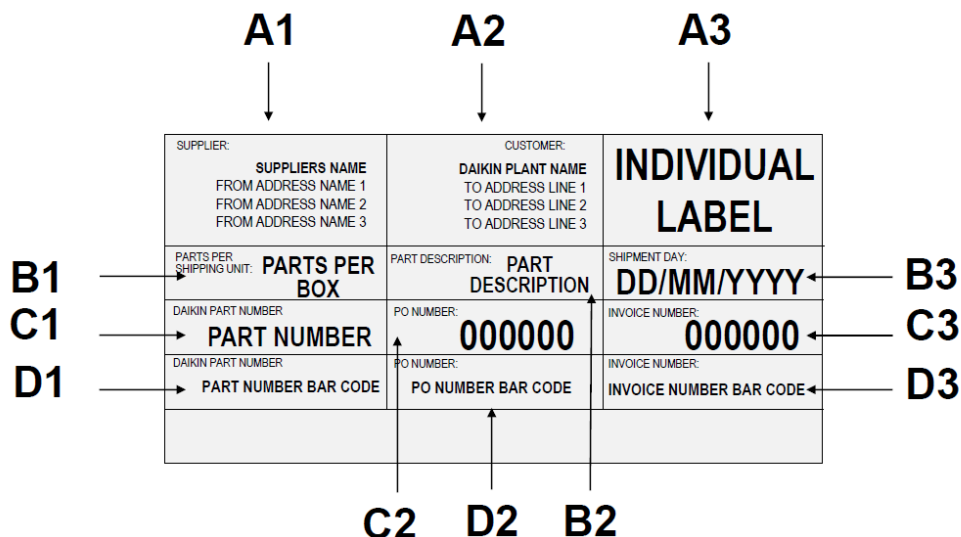 A1 A2 A3
SUPPLIER:
SUPPLIERS NAME
FROM ADDRESS NAME 1
FROM ADDRESS NAME 2
FROM ADDRESS NAME 3
CUSTOMER:
DAIKIN PLANT NAME
TO ADDRESS LINE 1
TO ADDRESS LINE 2
TO ADDRESS LINE 3
INDIVIDUAL
LABEL
B1
PARTS PER
SHIPPING UNIT:
PARTS PER
BOX
PART DESCRIPTION:
PART
DESCRIPTION
SHIPMENT DAY:
DD/MM/YYYY
B3
C1
DAIKIN PART NUMBER
PART NUMBER
PO NUMBER:
000000
INVOICE NUMBER:
000000
C3
D1
DAIKIN PART NUMBER
PART NUMBER BAR CODE
PO NUMBER:
PO NUMBER BAR CODE
INVOICE NUMBER:
INVOICE NUMBER BAR CODE
D3
C2 D2 B2